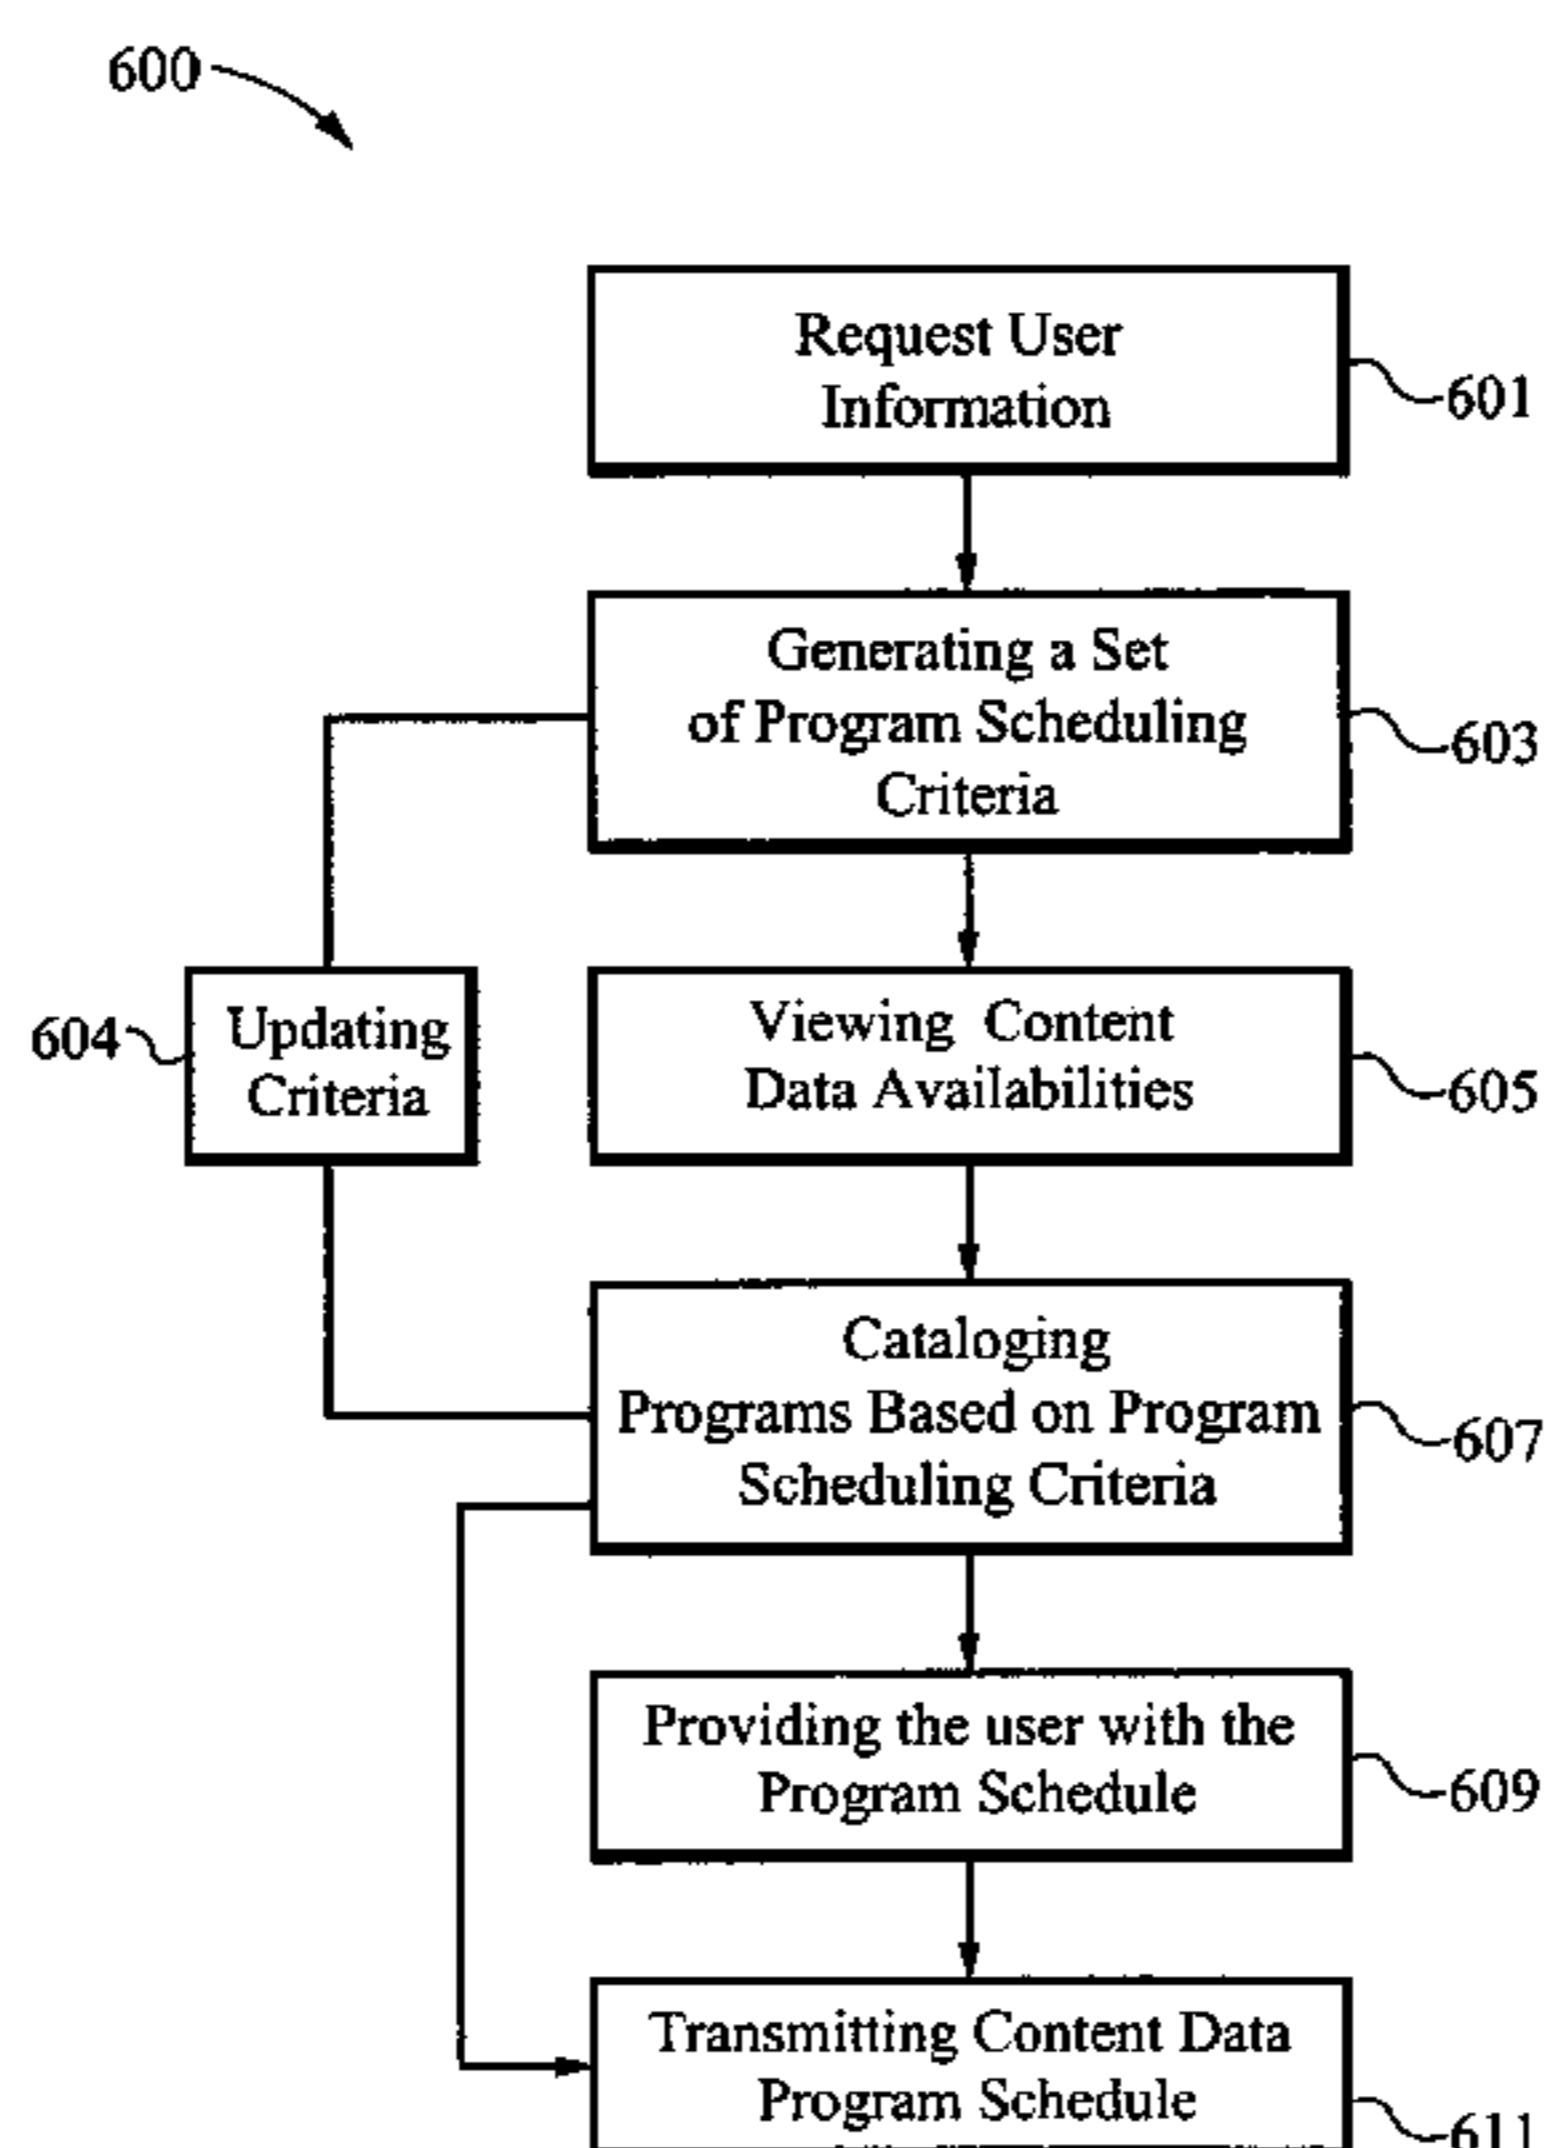 600
Request User
Information
601
Generating a Set
of Program Scheduling
Criteria
603
604
Updating
Criteria
Viewing Content
Data Availabilities
605
Cataloging
Programs Based on Program
Scheduling Criteria
607
Providing the user with the
Program Schedule
609
Transmitting Content Data
Program Schedule
611